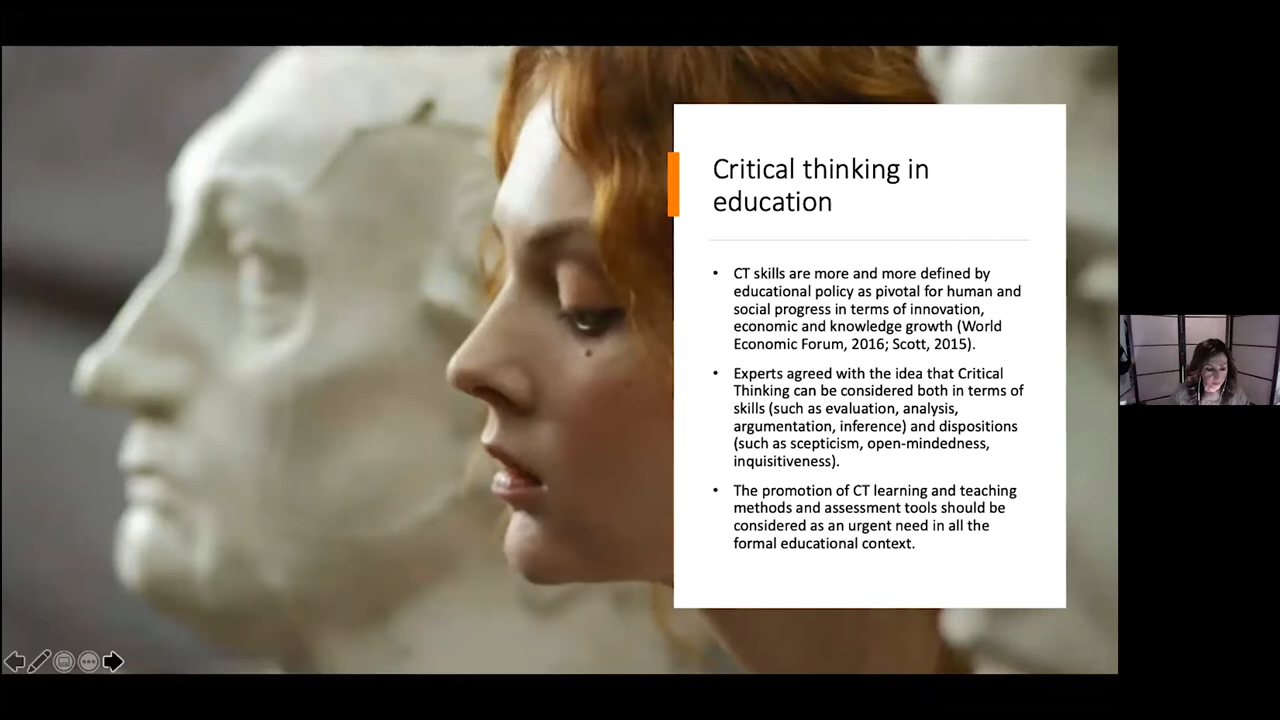 Critical thinking in
education
• CT skills are more and more defined by
educational policy as pivotal for human and
social progress in terms of innovation,
economic and knowledge growth (World
Economic Forum, 2016; Scott, 2015).
• Experts agreed with the idea that Critical
Thinking can be considered both in terms of
skills (such as evaluation, analysis,
argumentation, inference) and dispositions
(such as scepticism, open-mindedness,
inquisitiveness).
• The promotion of CT learning and teaching
methods and assessment tools should be
considered as an urgent need in all the
formal educational context.